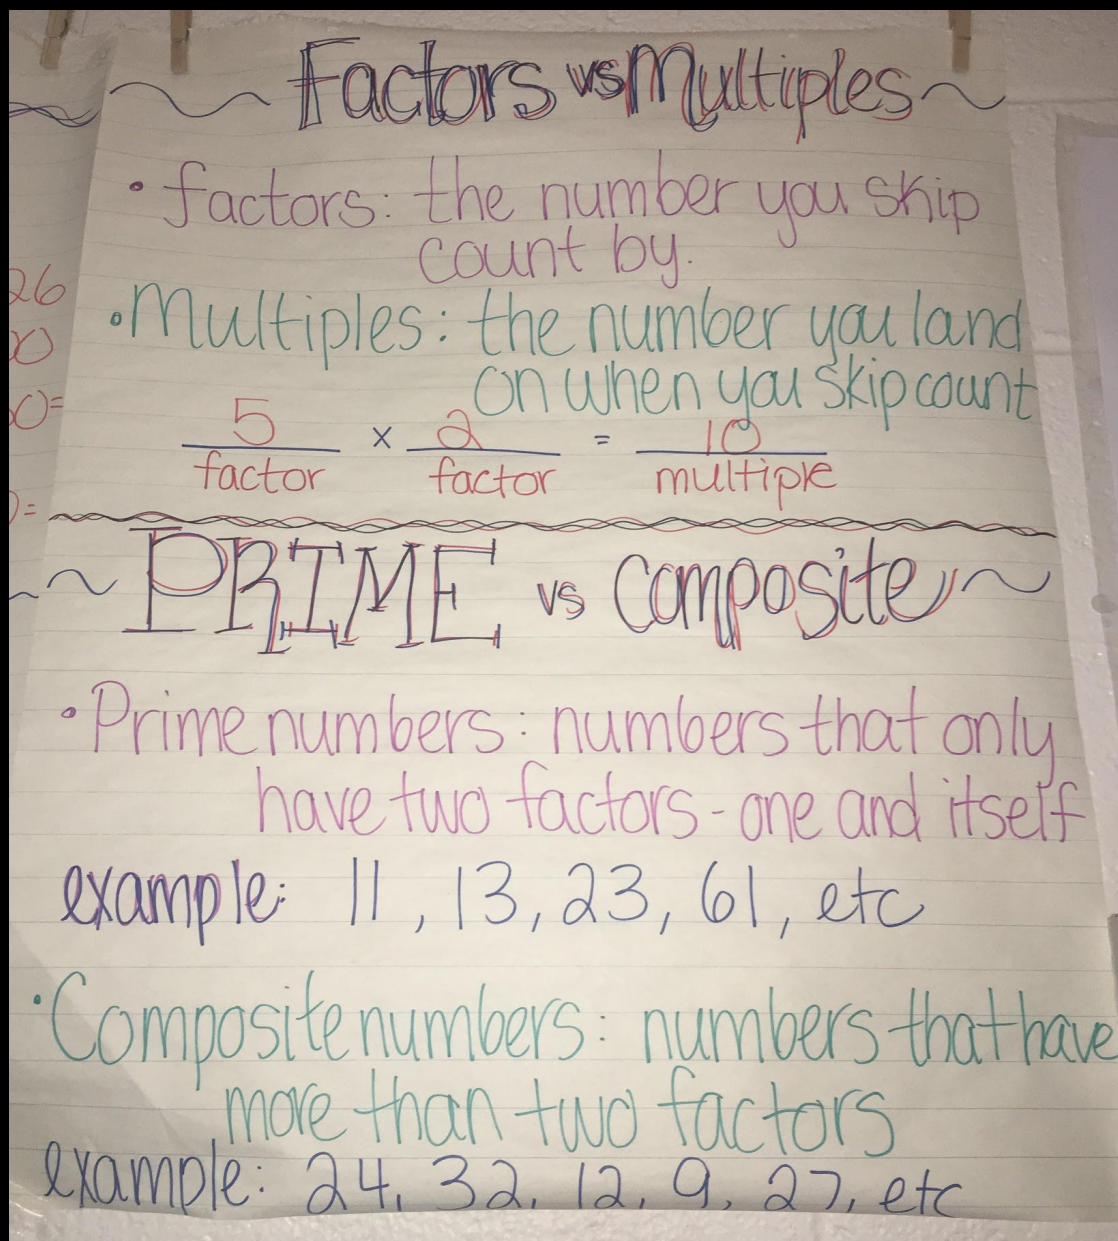 Factors vs Multiples
• factors: the number you skip
count by.
• Multiples: the number you land
on when you skip count
5 × 2 = 10
factor factor multiple
PRIME vs Composite
• Prime numbers: numbers that only
have two factors - one and itself
example: 11, 13, 23, 61, etc
• Composite numbers: numbers that have
more than two factors
example: 24, 32, 12, 9, 27, etc
26
0=